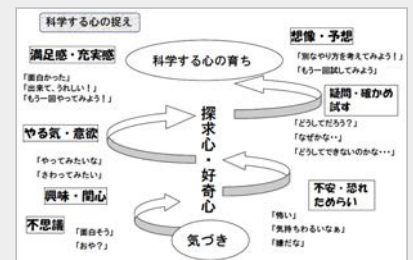 科学する心の捉え
満足感・充実感
「面白かった」
「出来て、うれしい！」
「もう一回やってみよう！」
科学する心の育ち
想像・予想
「別なやり方を考えてみよう！」
「もう一回試してみよう」
疑問・確かめ
試す
「どうしてだろう？」
「なぜかな・・」
「どうしてできないのかな・・・」
やる気・意欲
「やってみたいな」
「さわってみたい」
探求心・好奇心
興味・関心
不思議
「面白そう」
「おや？」
気づき
不安・恐れ
ためらい
「怖い」
「気持ちわるいなぁ」
「嫌だな」